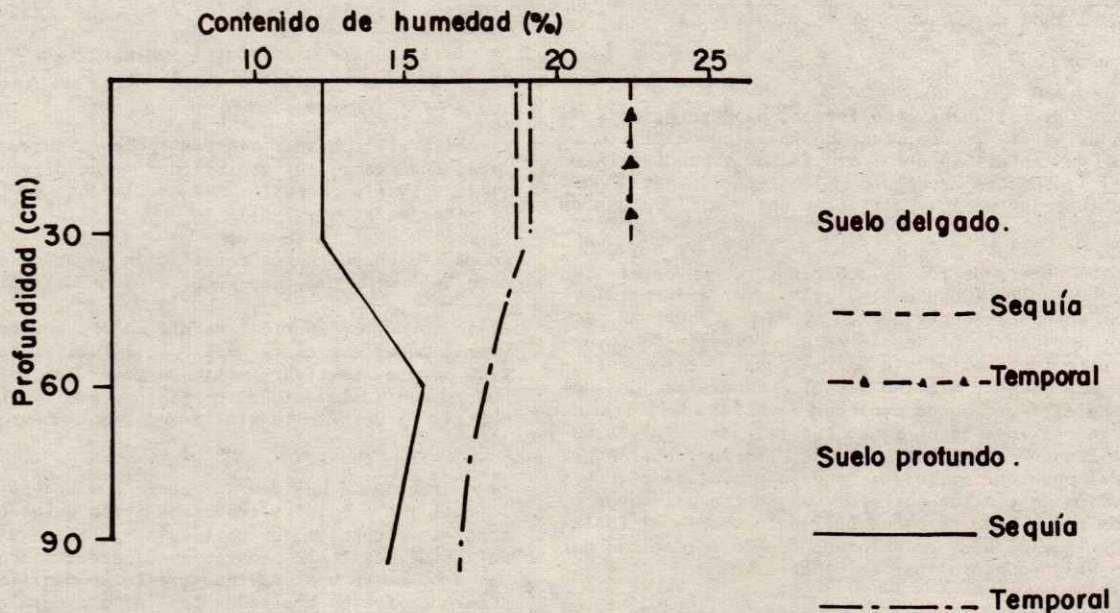 Contenido de humedad (%)
10 15 20 25
Profundidad (cm)
30
60
90
Suelo delgado.
Sequía
Temporal
Suelo profundo.
Sequía
Temporal